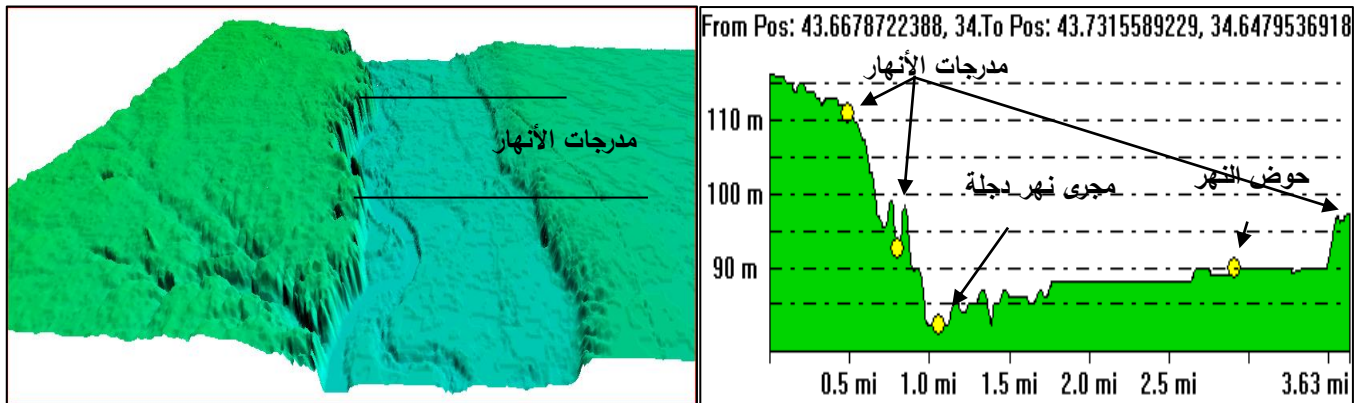 مدرجات الأنهار
From Pos: 43.6678722388, 34.To Pos: 43.7315589229, 34.6479536918
مدرجات الأنهار
110 m
100 m
حوض النهر
مجرى نهر دجلة
90 m
0.5 mi 1.0 mi 1.5 mi 2.0 mi 2.5 mi 3.63 mi